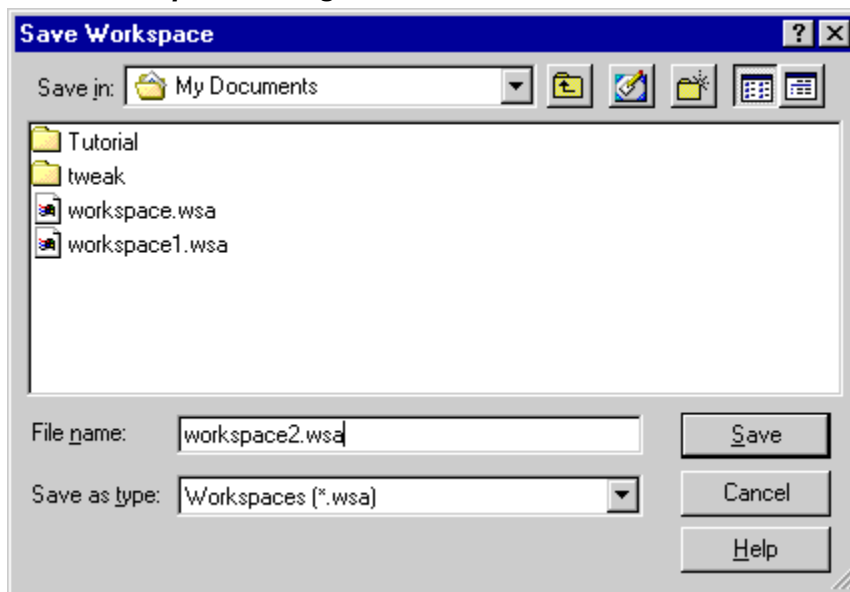 Save Workspace
Save in: My Documents
Tutorial
tweak
workspace.wsa
workspace1.wsa
File name: workspace2.wsa Save
Save as type: Workspaces (*.wsa) Cancel
Help